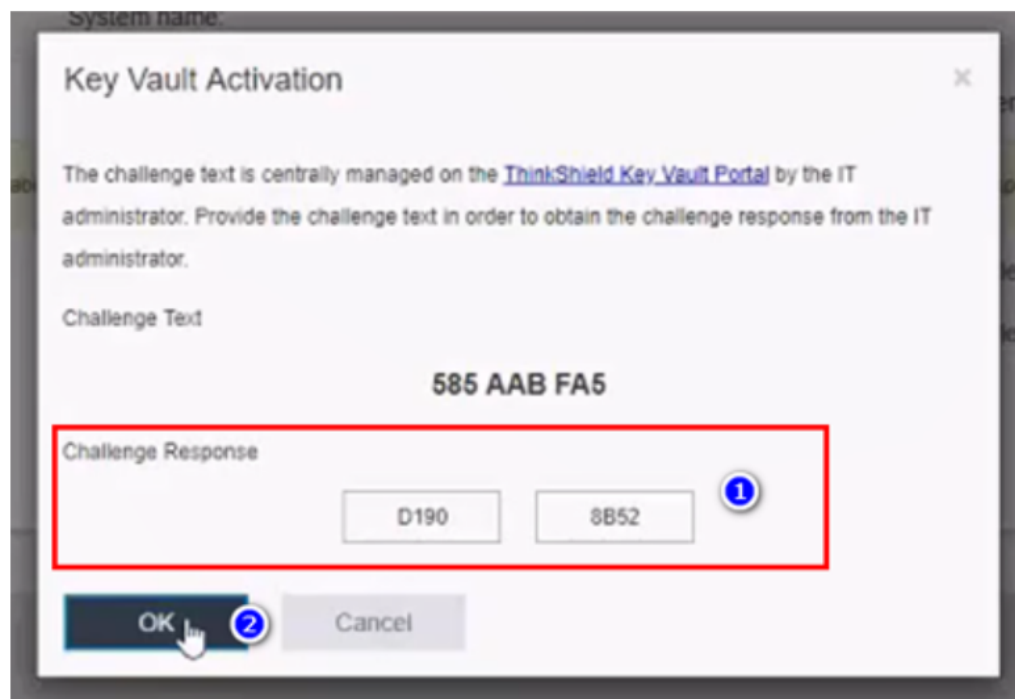 System name:
Key Vault Activation
×
The challenge text is centrally managed on the ThinkShield Key Vault Portal by the IT
administrator. Provide the challenge text in order to obtain the challenge response from the IT
administrator.
Challenge Text
585 AAB FA5
Challenge Response
D190 8B52 1
OK 2 Cancel